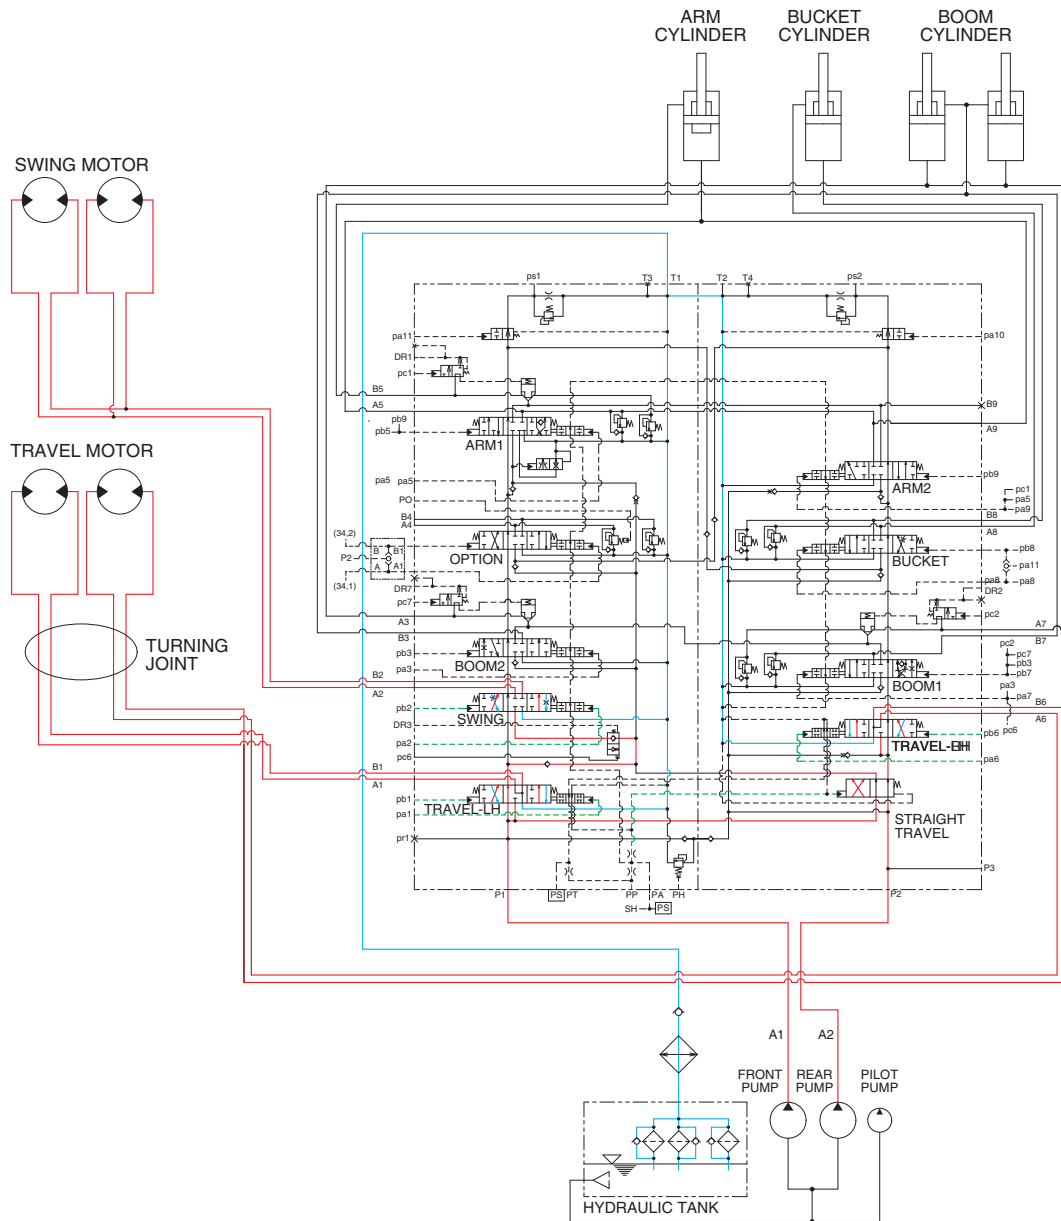 ARM
CYLINDER
BUCKET
CYLINDER
BOOM
CYLINDER
SWING MOTOR
TRAVEL MOTOR
TURNING
JOINT
ps1
T3
T1
T2
T4
ps2
pa11
pa10
DR1
pc1
B5
A5
B9
A9
pb9
pb5
ARM1
ARM2
pb9
pc1
pa5
pa9
pa5
pa5
PO
B4
A4
B8
A8
(34,2)
B
B1
P2
A
A1
(34,1)
OPTION
BUCKET
pb8
pa11
pa8
pa8
DR2
DR7
pc7
pc2
A3
B3
A7
B7
pb3
pa3
BOOM2
BOOM1
pc2
pc7
pb3
pb7
pa3
pa7
pc6
B2
A2
B6
A6
pb2
SWING
DR3
pa2
pc6
pb6
pa6
B1
A1
pb1
pa1
TRAVEL-LH
STRAIGHT
TRAVEL
pr1
P3
P1
PS
PT
PP
PA
PH
P2
SH
PS
A1
A2
FRONT
PUMP
REAR
PUMP
PILOT
PUMP
HYDRAULIC TANK